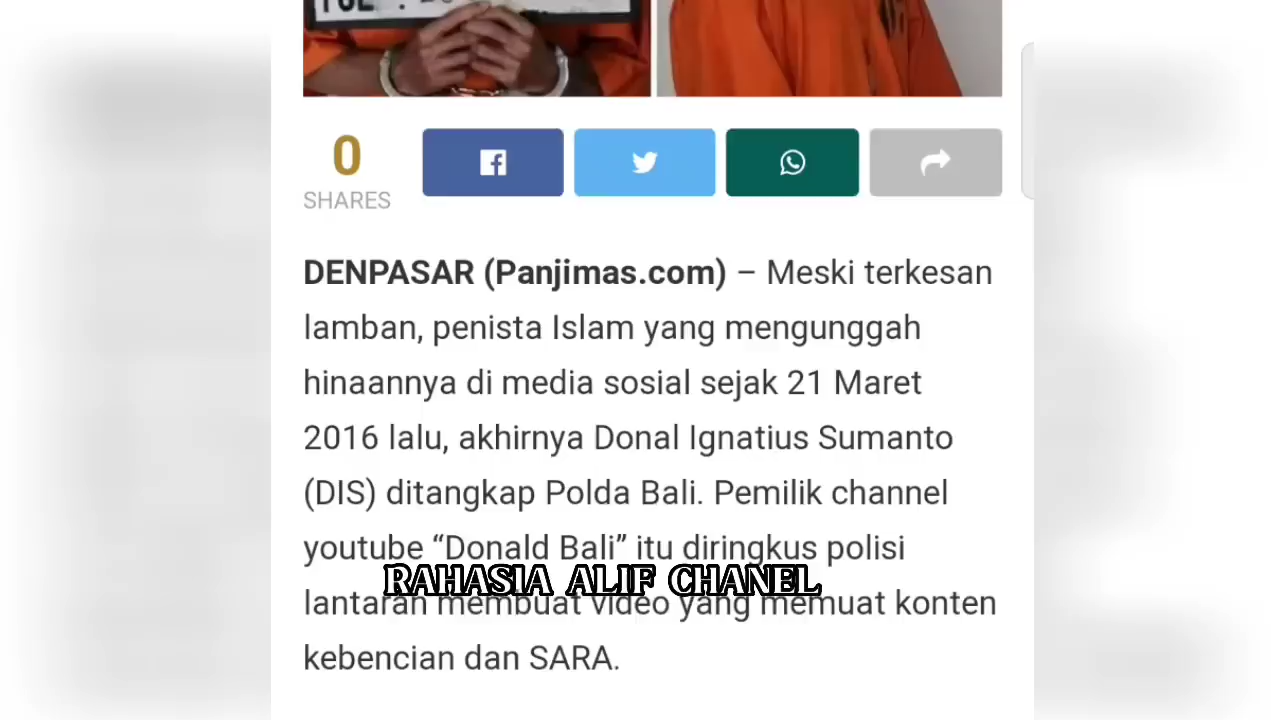 0
SHARES
DENPASAR (Panjimas.com) – Meski terkesan
lamban, penista Islam yang mengunggah
hinaannya di media sosial sejak 21 Maret
2016 lalu, akhirnya Donal Ignatius Sumanto
(DIS) ditangkap Polda Bali. Pemilik channel
youtube “Donald Bali” itu diringkus polisi
RAHASIA ALIF CHANEL
lantaran membuat video yang memuat konten
kebencian dan SARA.